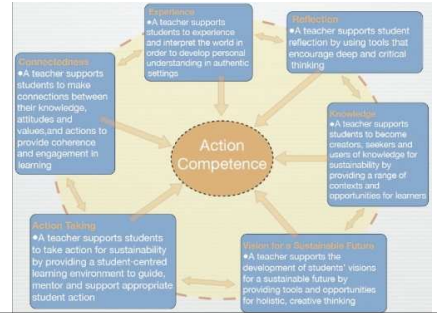 Experience
●A teacher supports
students to experience
and interpret the world in
order to develop personal
understanding in authentic
settings
Reflection
●A teacher supports student
reflection by using tools that
encourage deep and critical
thinking
Connectedness
●A teacher supports
students to make
connections between
their knowledge,
attitudes and
values,and actions to
provide coherence
and engagement in
learning
Knowledge
●A teacher supports
students to become
creators, seekers and
users of knowledge for
sustainability by
providing a range of
contexts and
opportunities for learners
Action
Competence
Action Taking
●A teacher supports students
to take action for sustainability
by providing a student-centred
learning environment to guide,
mentor and support appropriate
student action
Vision for a Sustainable Future
●A teacher supports the
development of students' visions
for a sustainable future by
providing tools and opportunities
for holistic, creative thinking